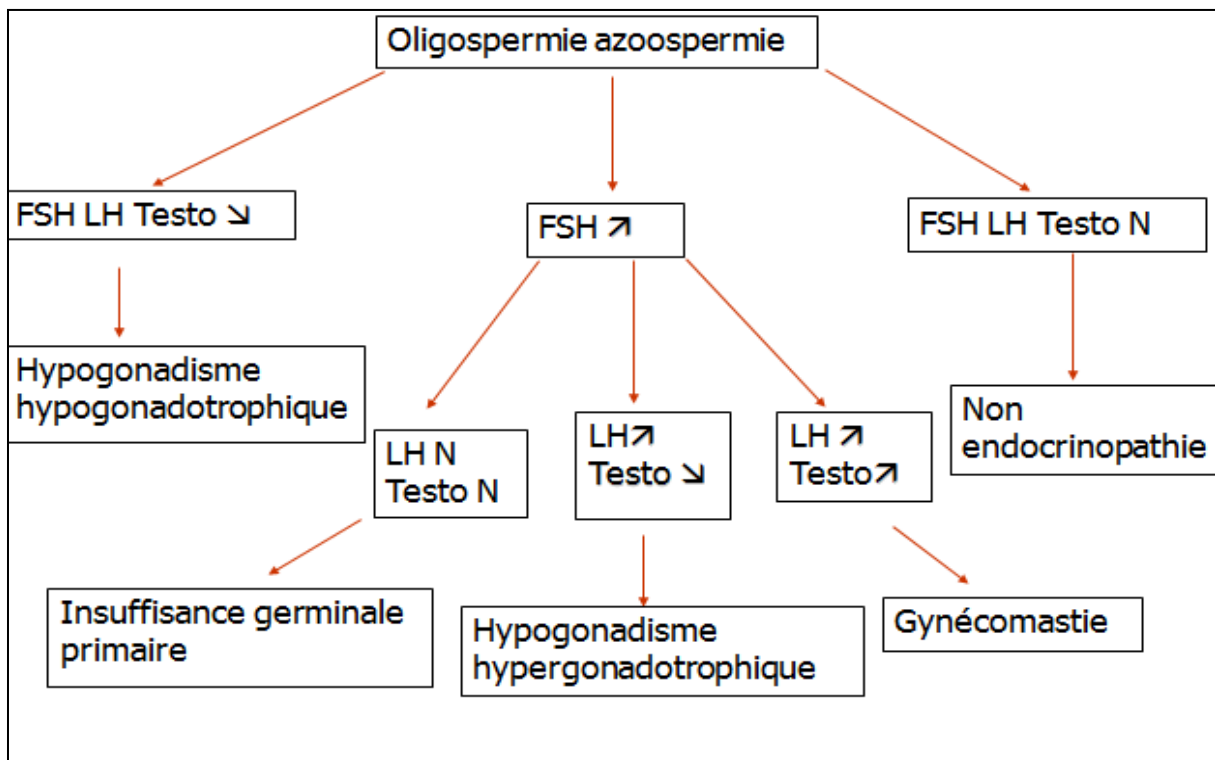 Oligospermie azoospermie
FSH LH Testo ↘
FSH ↗
FSH LH Testo N
Hypogonadisme
hypogonadotrophique
LH N
Testo N
LH↗
Testo ↘
LH ↗
Testo↗
Non
endocrinopathie
Insuffisance germinale
primaire
Hypogonadisme
hypergonadotrophique
Gynécomastie